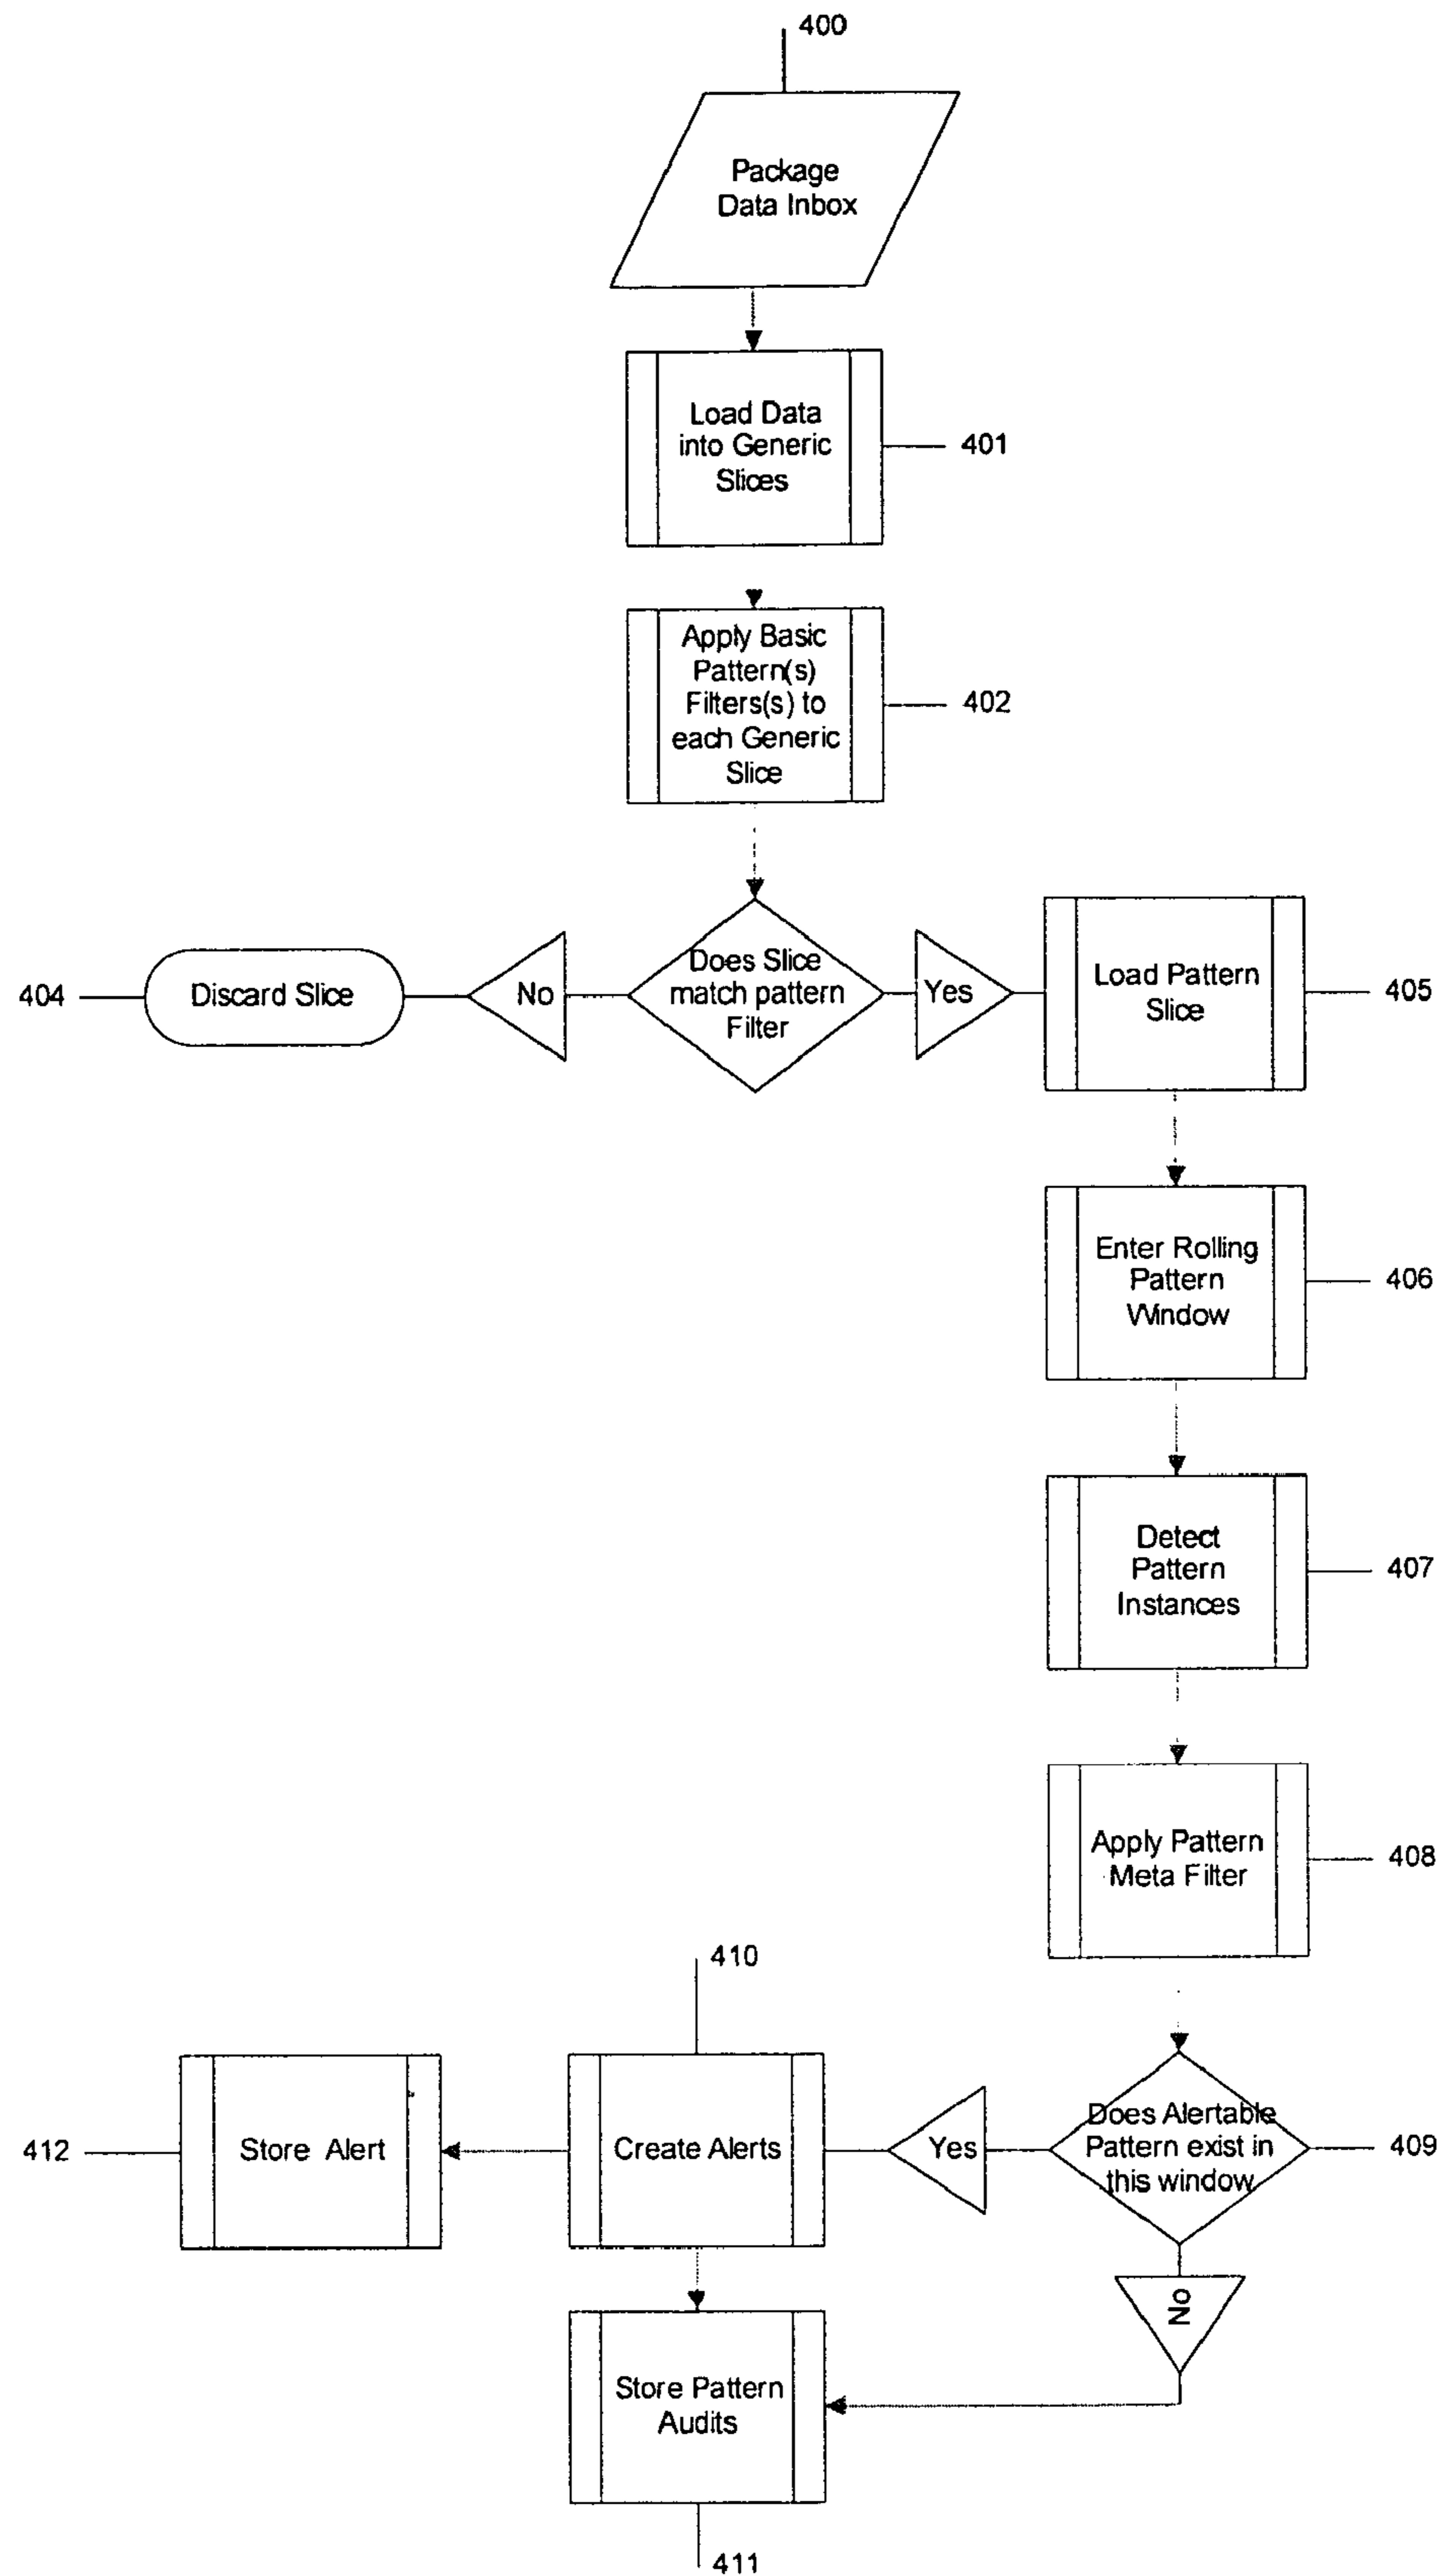 400
Package
Data Inbox
Load Data
into Generic
Slices
401
Apply Basic
Pattern(s)
Filters(s) to
each Generic
Slice
402
404
Discard Slice
No
Does Slice
match pattern
Filter
Yes
Load Pattern
Slice
405
Enter Rolling
Pattern
Window
406
Detect
Pattern
Instances
407
Apply Pattern
Meta Filter
408
410
412
Store Alert
Create Alerts
Yes
Does Alertable
Pattern exist in
this window
409
No
Store Pattern
Audits
411